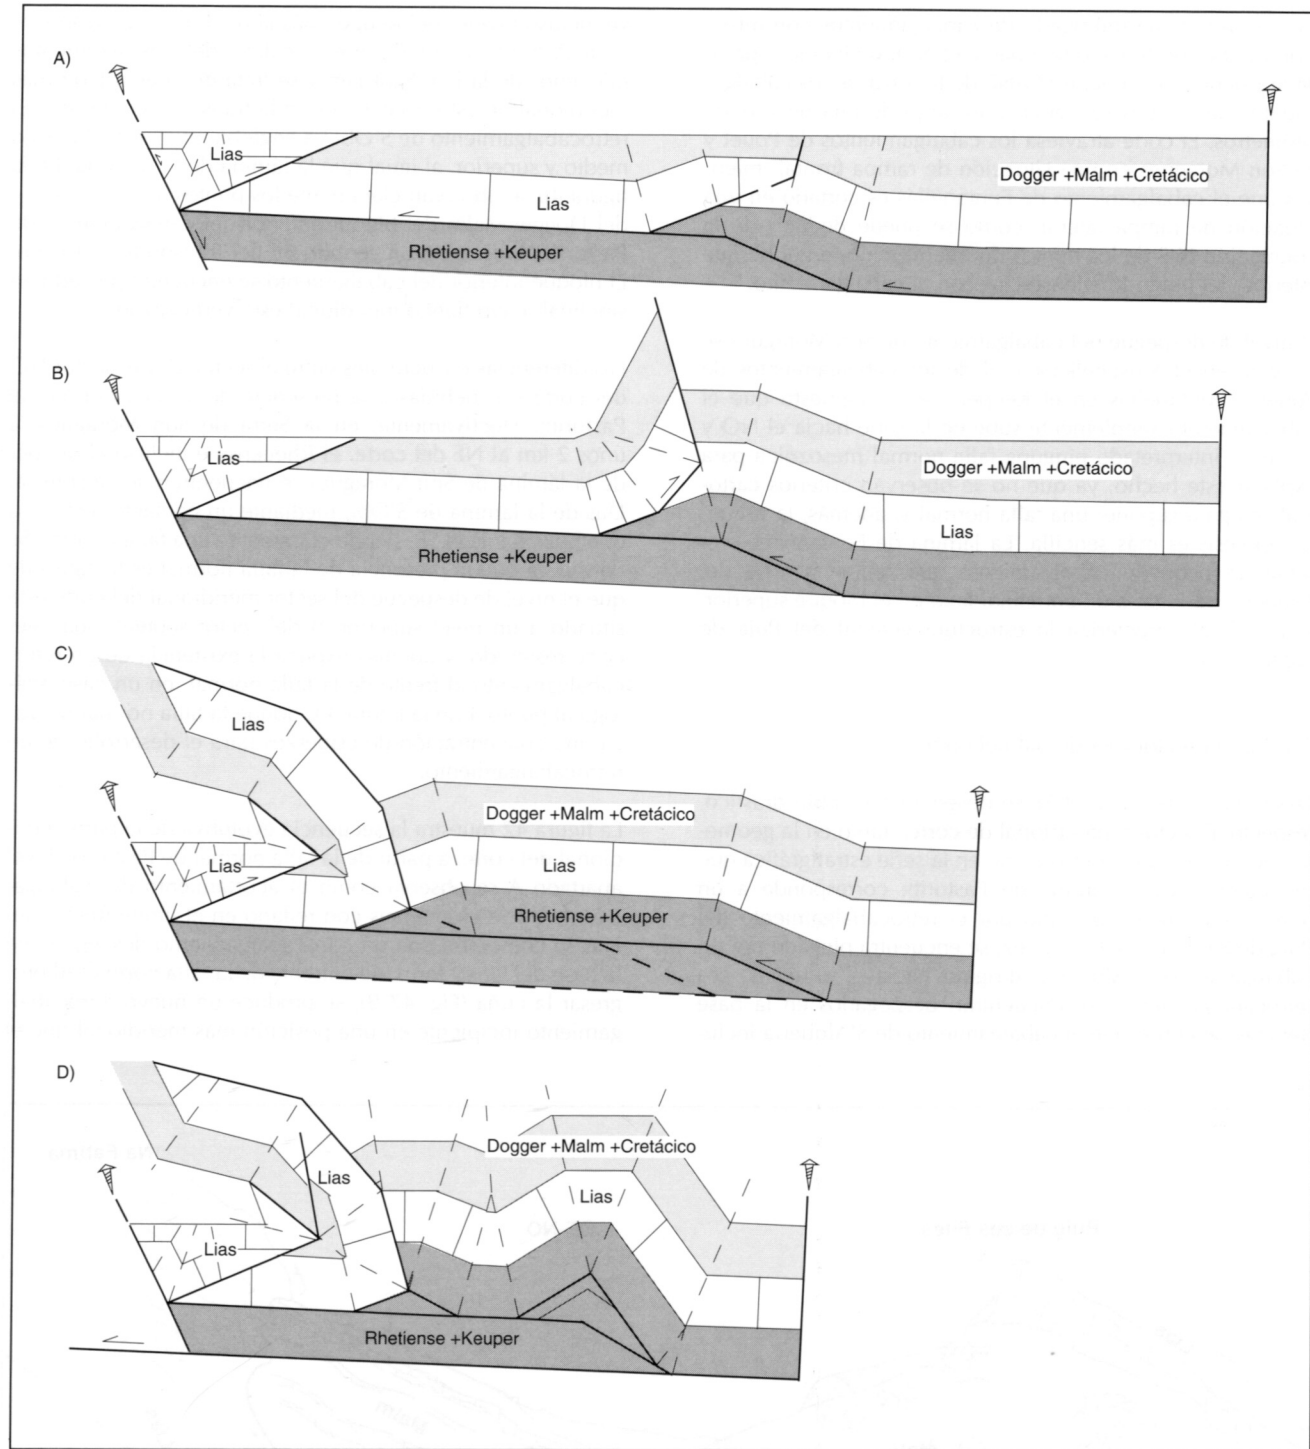 A)
Lias
Dogger +Malm +Cretácico
Lias
Rhetiense +Keuper
B)
Lias
Dogger +Malm +Cretácico
Lias
Rhetiense +Keuper
C)
Lias
Dogger +Malm +Cretácico
Lias
Lias
Rhetiense +Keuper
D)
Dogger +Malm +Cretácico
Lias
Lias
Lias
Rhetiense +Keuper